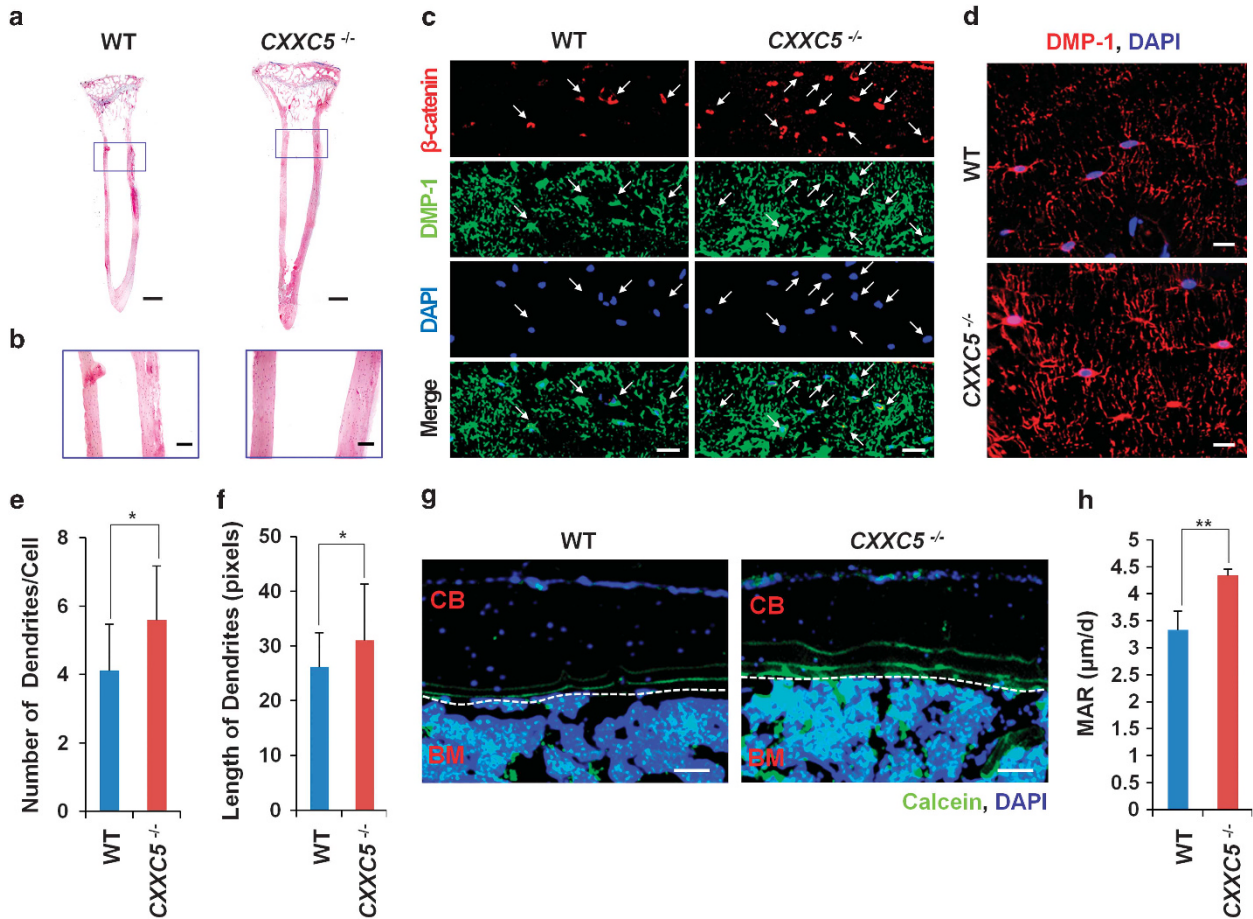 a
WT
CXXC5 -/-
b
c
WT
CXXC5 -/-
β-catenin
DMP-1
DAPI
Merge
d
DMP-1, DAPI
WT
CXXC5 -/-
e
Number of Dendrites/Cell
8
6
4
2
0
*
WT
CXXC5 -/-
f
Length of Dendrites (pixels)
50
40
30
20
10
0
*
WT
CXXC5 -/-
g
WT
CXXC5 -/-
CB
BM
CB
BM
Calcein, DAPI
h
MAR (μm/d)
5
4.5
4
3.5
3
2.5
2
1.5
1
0.5
0
**
WT
CXXC5 -/-